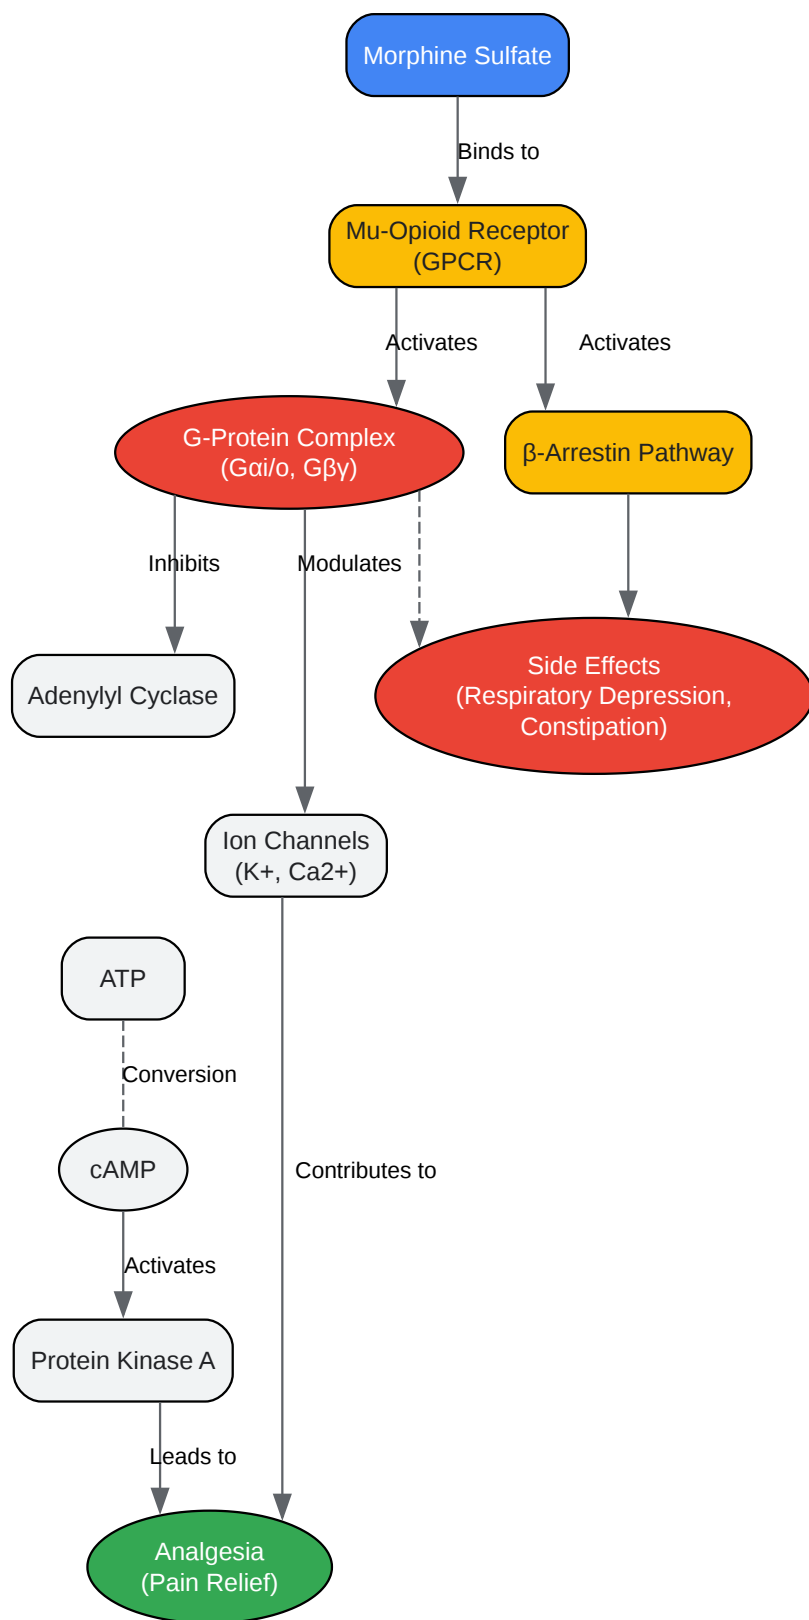 Morphine Sulfate
Binds to
Mu-Opioid Receptor
(GPCR)
Activates
Activates
G-Protein Complex
(Gαi/o, Gβγ)
β-Arrestin Pathway
Inhibits
Modulates
Adenylyl Cyclase
Side Effects
(Respiratory Depression,
Constipation)
Ion Channels
(K+, Ca2+)
ATP
Conversion
cAMP
Contributes to
Activates
Protein Kinase A
Leads to
Analgesia
(Pain Relief)